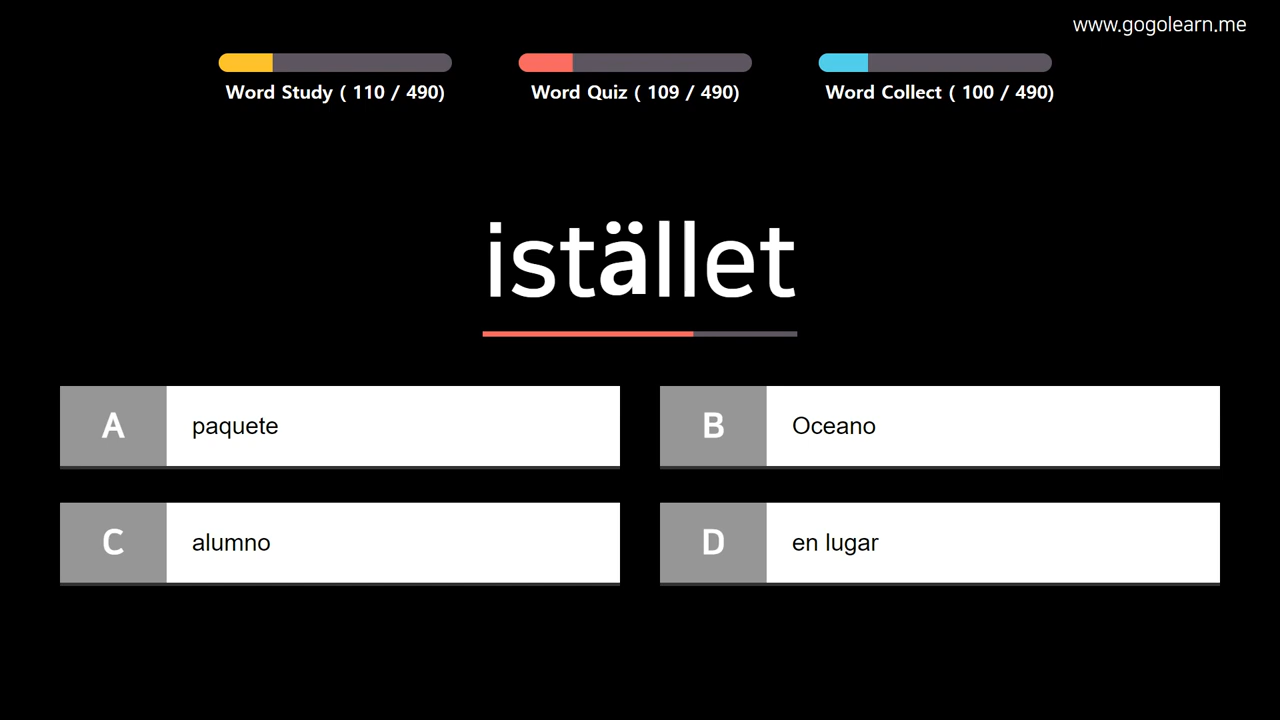 www.gogolearn.me
Word Study ( 110 / 490)
Word Quiz ( 109 / 490)
Word Collect ( 100 / 490)
istället
A paquete
B Oceano
C alumno
D en lugar